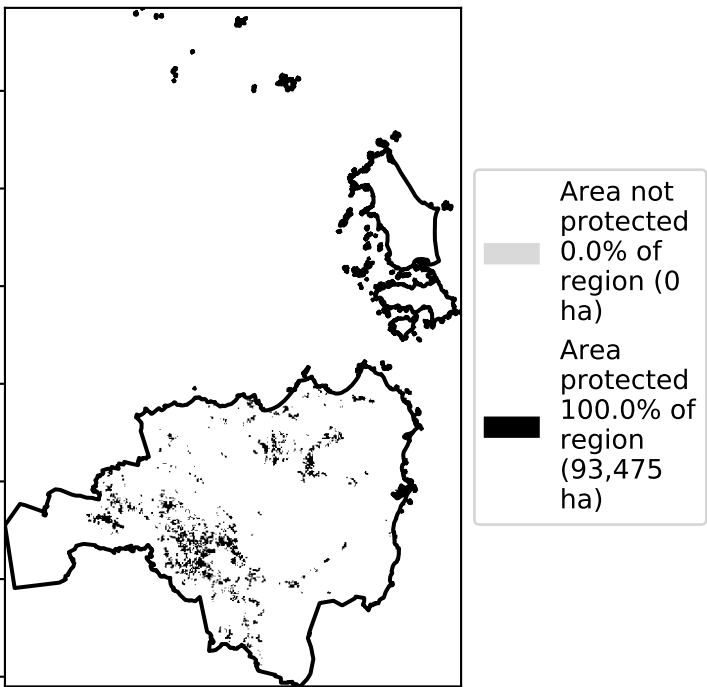 Area not
protected
0.0% of
region (0
ha)
Area
protected
100.0% of
region
(93,475
ha)